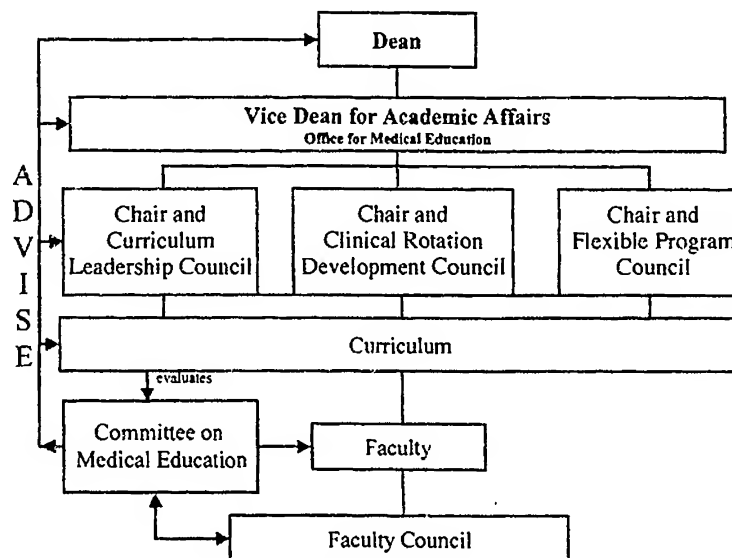 Dean
Vice Dean for Academic Affairs
Office for Medical Education
ADVISE
Chair and
Curriculum
Leadership Council
Chair and
Clinical Rotation
Development Council
Chair and
Flexible Program
Council
Curriculum
evaluates
Committee on
Medical Education
Faculty
Faculty Council